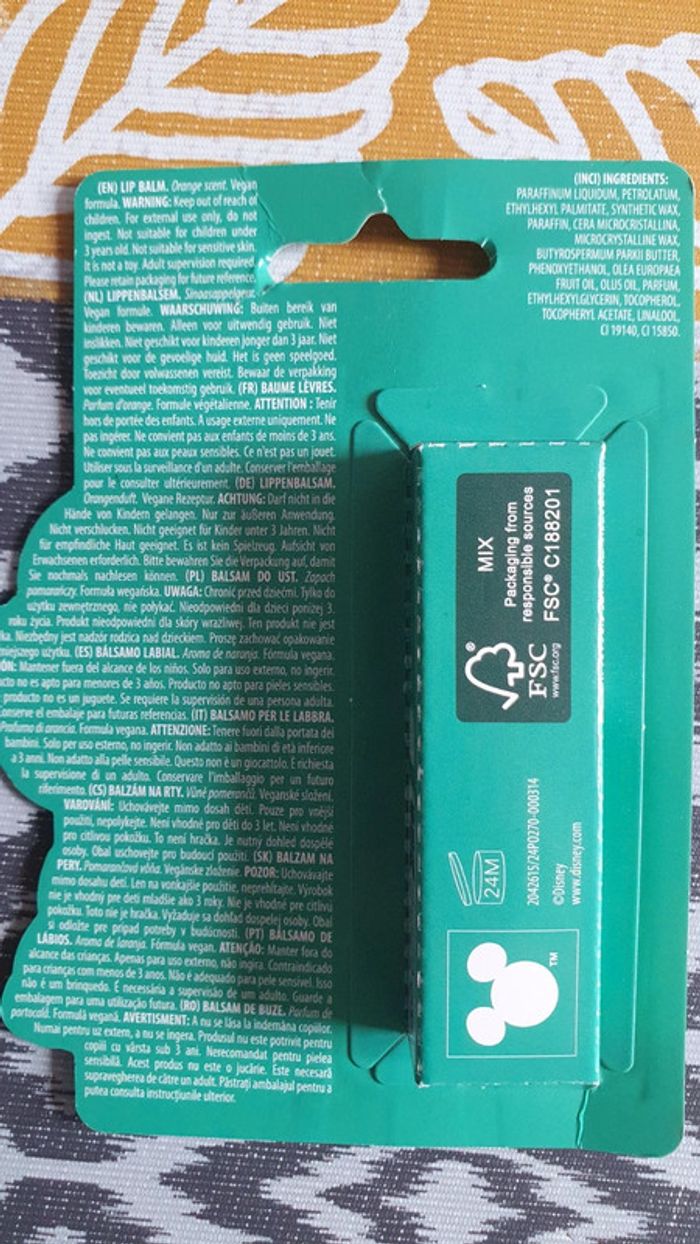 (EN) LIP BALM. Orange scent. Vegan
formula. WARNING: Keep out of reach of
children. For external use only, do not
ingest. Not suitable for children under
3 years old. Not suitable for sensitive skin.
It is not a toy. Adult supervision required.
Please retain packaging for future reference.
(NL) LIPPENBALSEM. Sinaasappelgeur.
Vegan formule. WAARSCHUWING: Buiten bereik van
kinderen bewaren. Alleen voor uitwendig gebruik. Niet
inslikken. Niet geschikt voor kinderen jonger dan 3 jaar. Niet
geschikt voor de gevoelige huid. Het is geen speelgoed.
Toezicht door volwassenen vereist. Bewaar de verpakking
voor eventueel toekomstig gebruik. (FR) BAUME LÈVRES.
Parfum d'orange. Formule végétalienne. ATTENTION : Tenir
hors de portée des enfants. A usage externe uniquement. Ne
pas ingérer. Ne convient pas aux enfants de moins de 3 ans.
Ne convient pas aux peaux sensibles. Ce n'est pas un jouet.
Utiliser sous la surveillance d'un adulte. Conserver l'emballage
pour le consulter ultérieurement. (DE) LIPPENBALSAM.
Orangenduft. Vegane Rezeptur. ACHTUNG: Darf nicht in die
Hände von Kindern gelangen. Nur zur äußeren Anwendung.
Nicht verschlucken. Nicht geeignet für Kinder unter 3 Jahren. Nicht
für empfindliche Haut geeignet. Es ist kein Spielzeug. Aufsicht von
Erwachsenen erforderlich. Bitte bewahren Sie die Verpackung auf, damit
Sie nochmals nachlesen können. (PL) BALSAM DO UST. Zapach
pomarańczy. Formuła wegańska. UWAGA: Chronić przed dziećmi. Tylko do
użytku zewnętrznego, nie połykać. Nieodpowiedni dla dzieci poniżej 3.
roku życia. Produkt nieodpowiedni dla skóry wrażliwej. Ten produkt nie jest
Niezbędny jest nadzór rodzica nad dzieckiem. Proszę zachować opakowanie
użytku. (ES) BÁLSAMO LABIAL. Aroma de naranja. Fórmula vegana.
Mantener fuera del alcance de los niños. Solo para uso externo, no ingerir.
no es apto para menores de 3 años. Producto no apto para pieles sensibles.
producto no es un juguete. Se requiere la supervisión de una persona adulta.
Conserve el embalaje para futuras referencias. (IT) BALSAMO PER LE LABBRA.
Profumo di arancia. Formula vegana. ATTENZIONE: Tenere fuori dalla portata dei
bambini. Solo per uso esterno, no ingerir. Non adatto ai bambini di età inferiore
a 3 anni. Non adatto alla pelle sensibile. Questo non è un giocattolo. È richiesta
la supervisione di un adulto. Conservare l'imballaggio per un futuro
riferimento. (CS) BALZÁM NA RTY. Vůně pomerančů. Veganské složení.
VAROVÁNÍ: Uchovávejte mimo dosah dětí. Pouze pro vnější
použití, nepolykejte. Není vhodné pro děti do 3 let. Není vhodné
pro citlivou pokožku. To není hračka. Je nutný dohled dospělé
osoby. Obal uschovejte pro budoucí použití. (SK) BALZAM NA
PERY. Pomarančová vôňa. Vegánske zloženie. POZOR: Uchovávajte
mimo dosahu detí. Len na vonkajšie použitie, neprehĺtajte. Výrobok
nie je vhodný pre deti mladšie ako 3 roky. Nie je vhodné pre citlivú
pokožku. Toto nie je hračka. Vyžaduje sa dohľad dospelej osoby. Obal
si odložte pre prípad potreby v budúcnosti. (PT) BÁLSAMO DE
LÁBIOS. Aroma de laranja. Fórmula vegan. ATENÇÃO: Manter fora do
alcance das crianças. Apenas para uso externo, não ingira. Contraindicado
para crianças com menos de 3 anos. Não é adequado para pele sensível. Isso
não é um brinquedo. É necessária a supervisão de um adulto. Guarde a
embalagem para uma utilização futura. (RO) BALSAM DE BUZE. Parfum de
portocală. Formulă vegană. AVERTISMENT: A nu se lăsa la îndemâna copiilor.
Numai pentru uz extern, a nu se ingera. Produsul nu este potrivit pentru
copiii cu vârsta sub 3 ani. Nerecomandat pentru pielea
sensibilă. Acest produs nu este o jucărie. Este necesară
supravegherea de către un adult. Păstrați ambalajul pentru a
putea consulta instrucțiunile ulterior.
(INCI) INGREDIENTS:
PARAFFINUM LIQUIDUM, PETROLATUM,
ETHYLHEXYL PALMITATE, SYNTHETIC WAX,
PARAFFIN, CERA MICROCRISTALLINA
MICROCRYSTALLINE WAX,
BUTYROSPERMUM PARKII BUTTER,
PHENOXYETHANOL, OLEA EUROPAEA
FRUIT OIL, OLUS OIL, PARFUM,
ETHYLHEXYLGLYCERIN, TOCOPHEROL,
TOCOPHERYL ACETATE, LINALOOL,
CI 19140, CI 15850.
® FSC
www.fsc.org
MIX
Packaging from
responsible sources
FSC® C188201
24M
2042615/24P0270-000314
©Disney
www.disney.com
TM